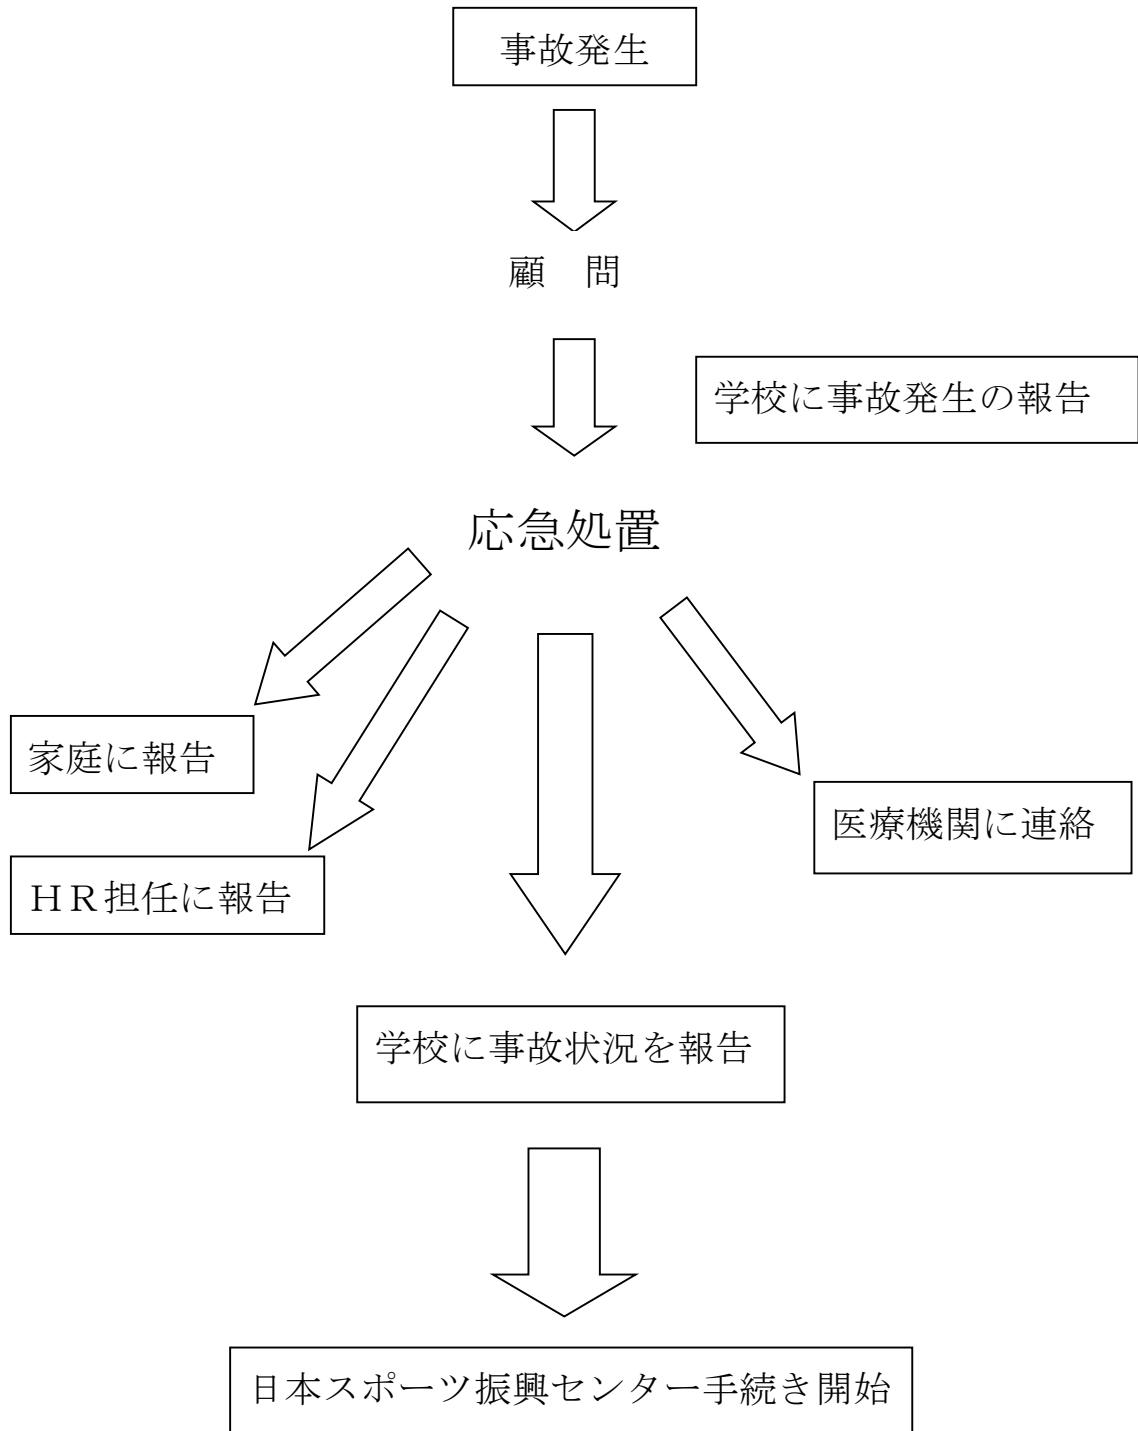 事故発生
顧　問
学校に事故発生の報告
応急処置
家庭に報告
医療機関に連絡
ＨＲ担任に報告
学校に事故状況を報告
日本スポーツ振興センター手続き開始